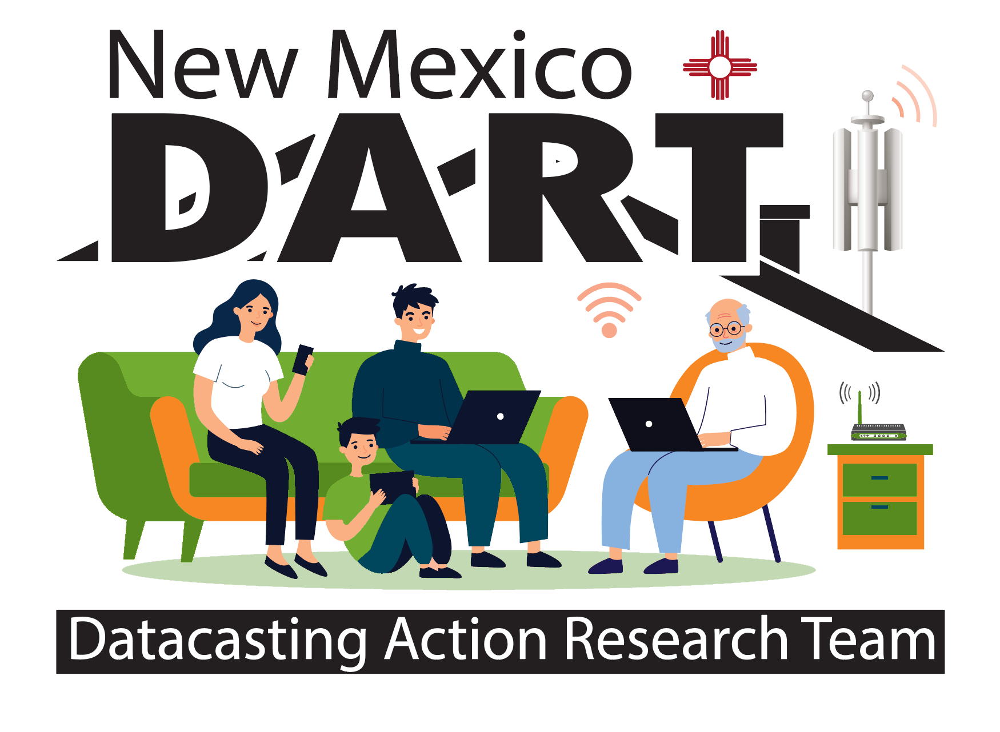 New Mexico
DART
Datacasting Action Research Team